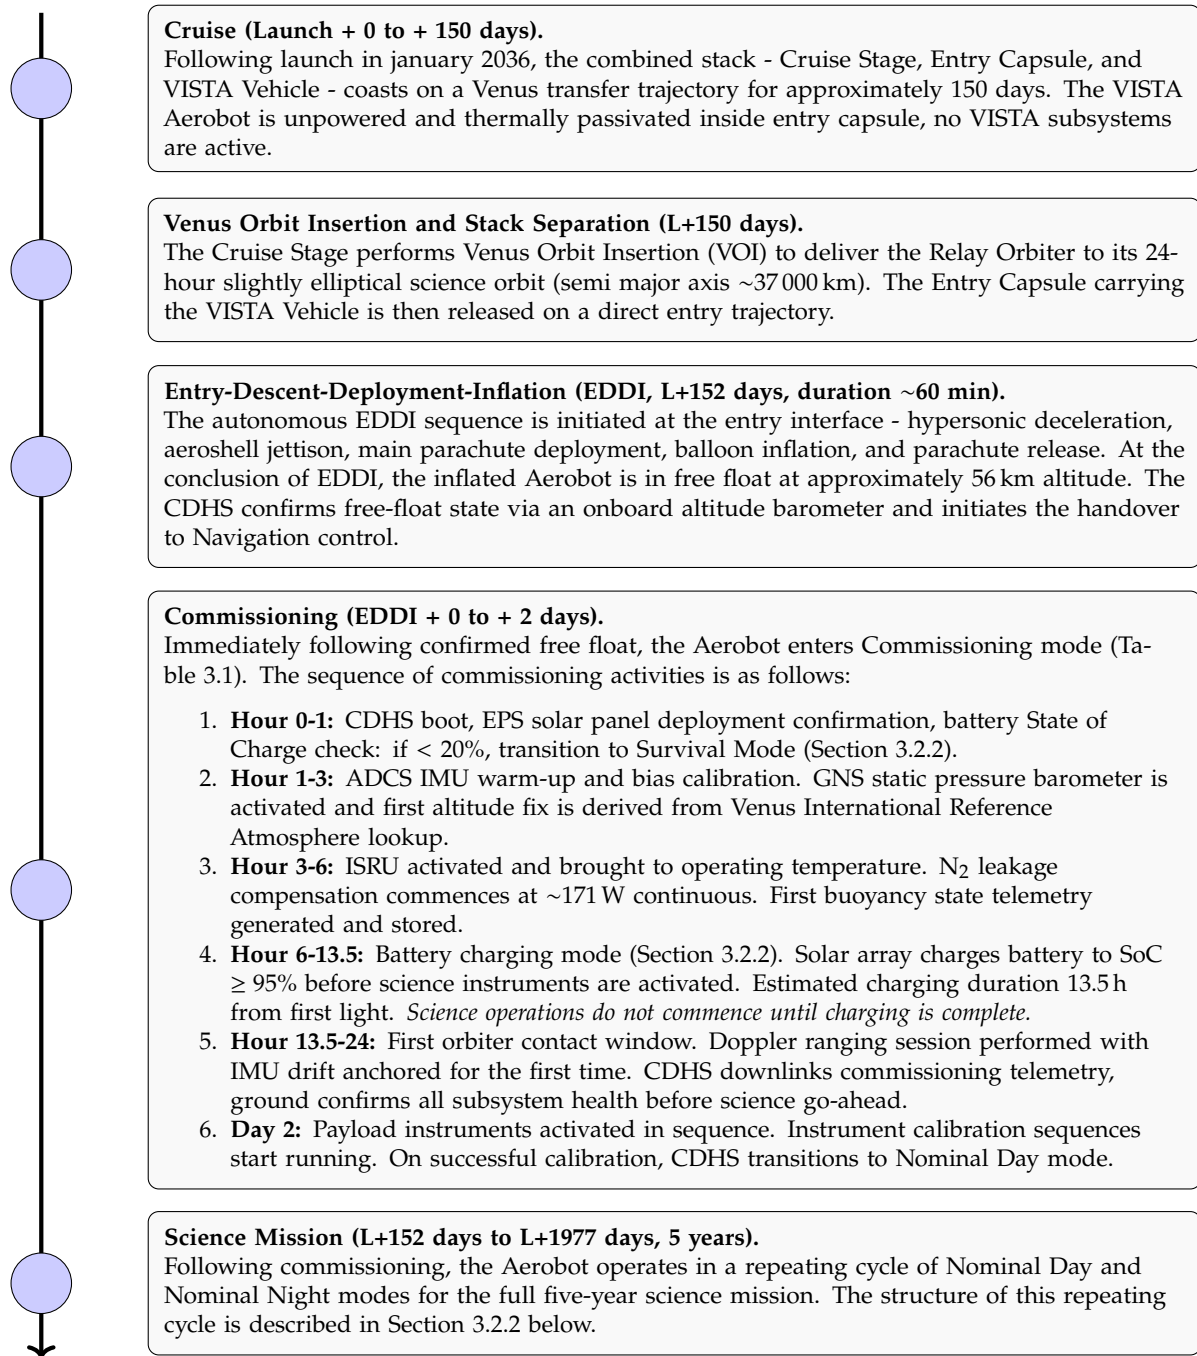 Cruise (Launch + 0 to + 150 days).
Following launch in january 2036, the combined stack - Cruise Stage, Entry Capsule, and
VISTA Vehicle - coasts on a Venus transfer trajectory for approximately 150 days. The VISTA
Aerobot is unpowered and thermally passivated inside entry capsule, no VISTA subsystems
are active.
Venus Orbit Insertion and Stack Separation (L+150 days).
The Cruise Stage performs Venus Orbit Insertion (VOI) to deliver the Relay Orbiter to its 24-
hour slightly elliptical science orbit (semi major axis ~37 000 km). The Entry Capsule carrying
the VISTA Vehicle is then released on a direct entry trajectory.
Entry-Descent-Deployment-Inflation (EDDI, L+152 days, duration ~60 min).
The autonomous EDDI sequence is initiated at the entry interface - hypersonic deceleration,
aeroshell jettison, main parachute deployment, balloon inflation, and parachute release. At the
conclusion of EDDI, the inflated Aerobot is in free float at approximately 56 km altitude. The
CDHS confirms free-float state via an onboard altitude barometer and initiates the handover
to Navigation control.
Commissioning (EDDI + 0 to + 2 days).
Immediately following confirmed free float, the Aerobot enters Commissioning mode (Ta-
ble 3.1). The sequence of commissioning activities is as follows:
1. Hour 0-1: CDHS boot, EPS solar panel deployment confirmation, battery State of
Charge check: if < 20%, transition to Survival Mode (Section 3.2.2).
2. Hour 1-3: ADCS IMU warm-up and bias calibration. GNS static pressure barometer is
activated and first altitude fix is derived from Venus International Reference
Atmosphere lookup.
3. Hour 3-6: ISRU activated and brought to operating temperature. N₂ leakage
compensation commences at ~171 W continuous. First buoyancy state telemetry
generated and stored.
4. Hour 6-13.5: Battery charging mode (Section 3.2.2). Solar array charges battery to SoC
≥ 95% before science instruments are activated. Estimated charging duration 13.5 h
from first light. Science operations do not commence until charging is complete.
5. Hour 13.5-24: First orbiter contact window. Doppler ranging session performed with
IMU drift anchored for the first time. CDHS downlinks commissioning telemetry,
ground confirms all subsystem health before science go-ahead.
6. Day 2: Payload instruments activated in sequence. Instrument calibration sequences
start running. On successful calibration, CDHS transitions to Nominal Day mode.
Science Mission (L+152 days to L+1977 days, 5 years).
Following commissioning, the Aerobot operates in a repeating cycle of Nominal Day and
Nominal Night modes for the full five-year science mission. The structure of this repeating
cycle is described in Section 3.2.2 below.